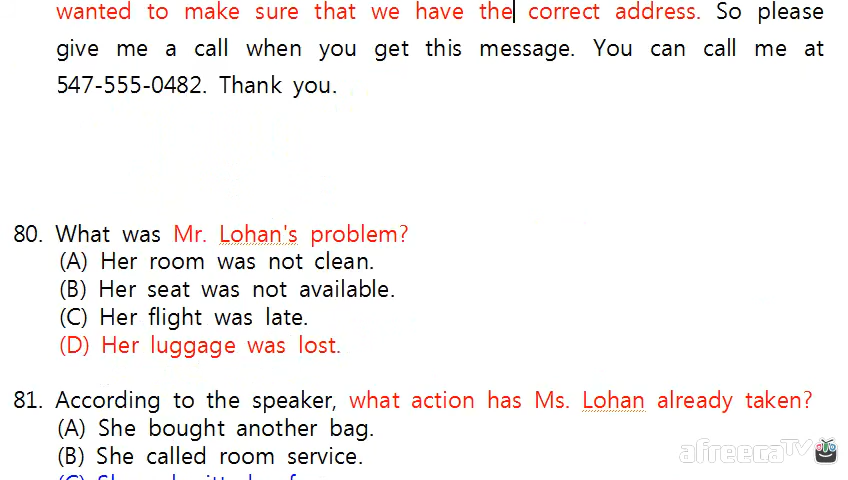 wanted to make sure that we have the correct address. So please
give me a call when you get this message. You can call me at
547-555-0482. Thank you.
80. What was Mr. Lohan's problem?
(A) Her room was not clean.
(B) Her seat was not available.
(C) Her flight was late.
(D) Her luggage was lost.
81. According to the speaker, what action has Ms. Lohan already taken?
(A) She bought another bag.
(B) She called room service.
(C) She
afreecaTV